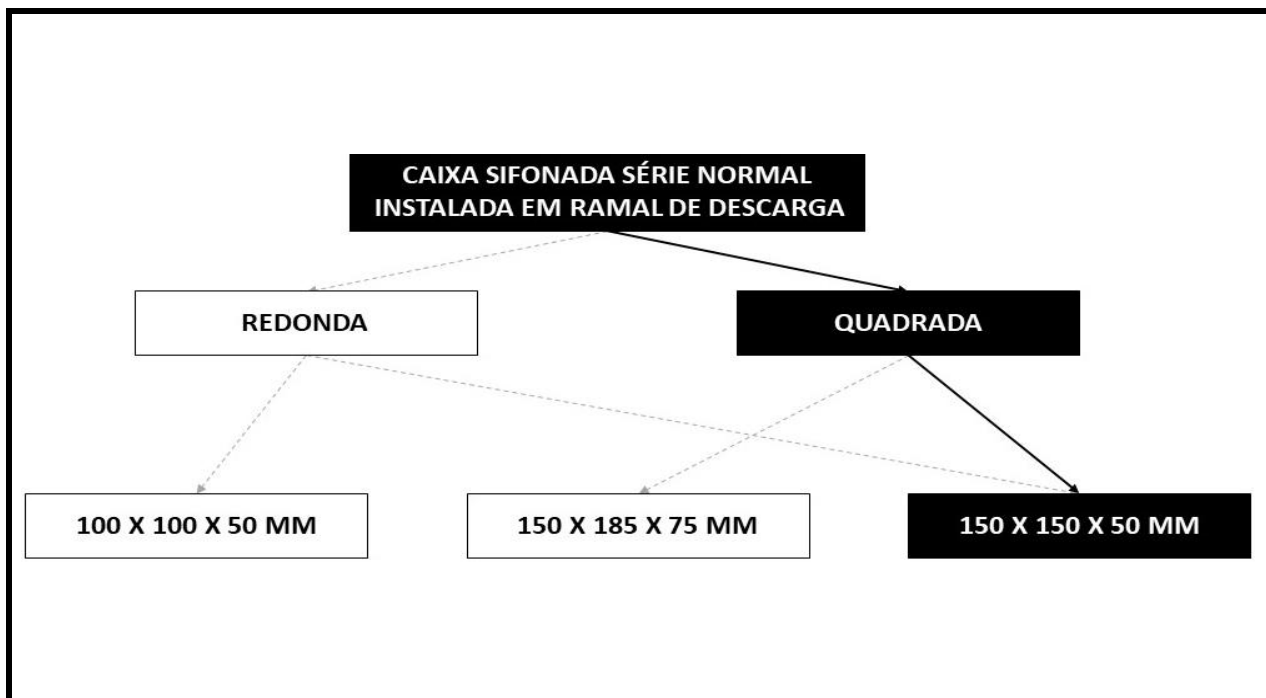 CAIXA SIFONADA SÉRIE NORMAL
INSTALADA EM RAMAL DE DESCARGA
REDONDA
QUADRADA
100 X 100 X 50 MM
150 X 185 X 75 MM
150 X 150 X 50 MM